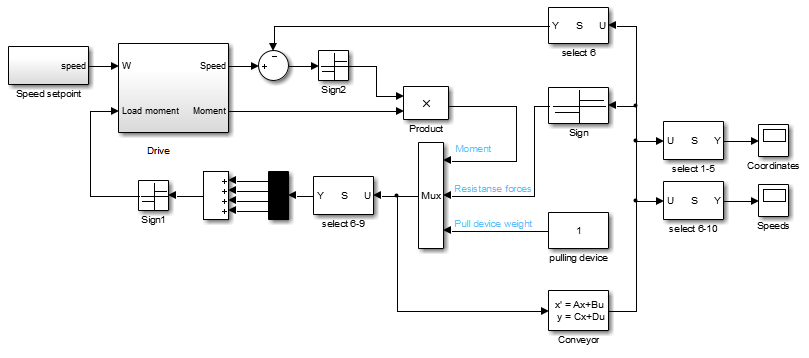 Y S U
select 6
speed
Speed setpoint
W
Speed
Load moment
Moment
Drive
−
+
Sign2
×
Product
Sign
Moment
U S Y
select 1-5
Coordinates
Sign1
+
+
+
+
Y S U
select 6-9
Mux
Resistanse forces
Pull device weight
1
pulling device
U S Y
select 6-10
Speeds
x' = Ax+Bu
y = Cx+Du
Conveyor